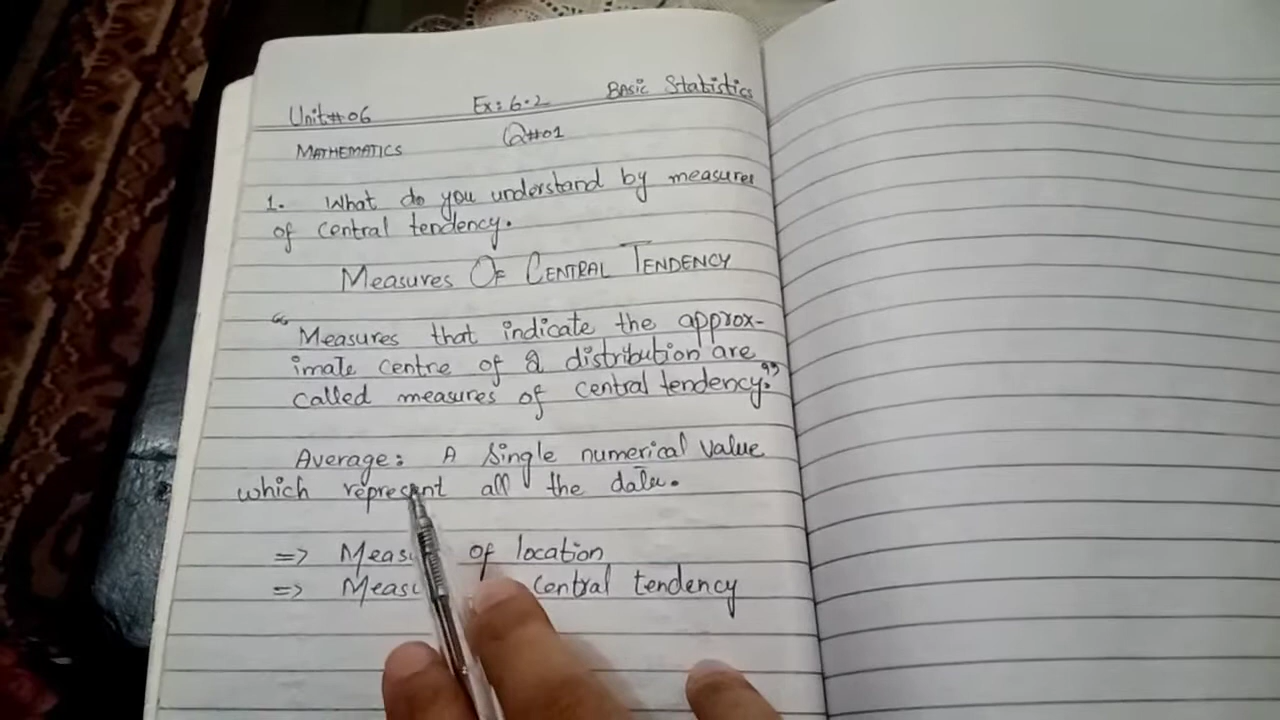 Unit#06 Ex:6.2 BAsic Statistics
MATHEMATICS Q#01
1. What do you understand by measures
of central tendency.
Measures Of CENTRAL TENDENCY
“Measures that indicate the approx-
imate centre of a distribution are
called measures of central tendency.”
Average: A single numerical value
which represent all the data.
=> Meas of location
=> Meas central tendency